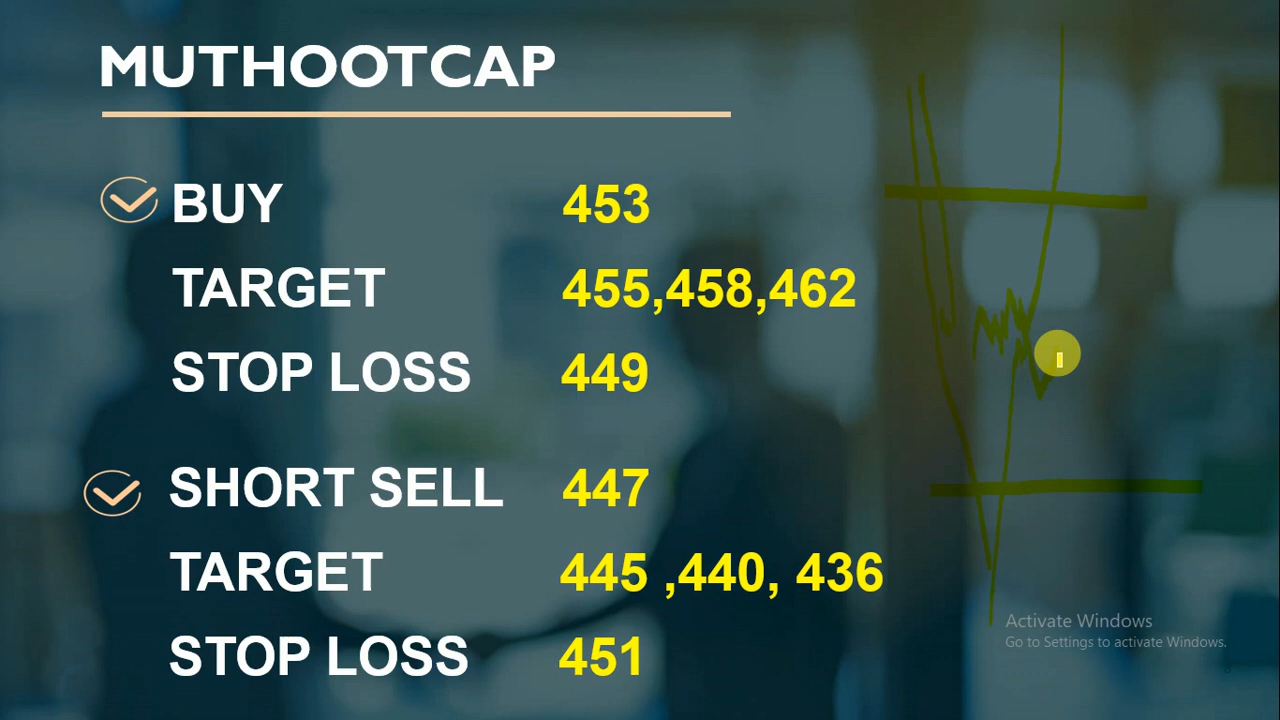 MUTHOOTCAP
BUY 453
TARGET 455,458,462
STOP LOSS 449
SHORT SELL 447
TARGET 445 ,440, 436
STOP LOSS 451
Activate Windows
Go to Settings to activate Windows.